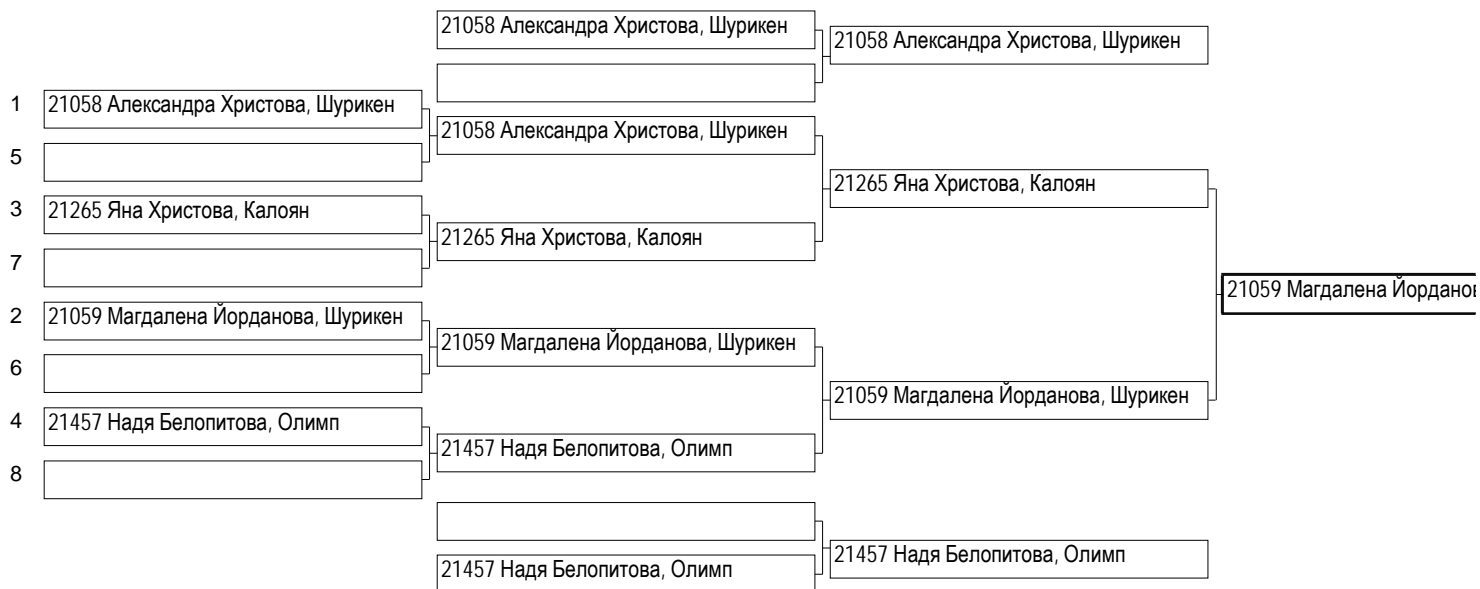 21058 Александра Христова, Шурикен
21058 Александра Христова, Шурикен
1 21058 Александра Христова, Шурикен
21058 Александра Христова, Шурикен
5
21265 Яна Христова, Калоян
3 21265 Яна Христова, Калоян
21265 Яна Христова, Калоян
7
21059 Магдалена Йорданов
2 21059 Магдалена Йорданова, Шурикен
21059 Магдалена Йорданова, Шурикен
6
21059 Магдалена Йорданова, Шурикен
4 21457 Надя Белопитова, Олимп
21457 Надя Белопитова, Олимп
8
21457 Надя Белопитова, Олимп
21457 Надя Белопитова, Олимп